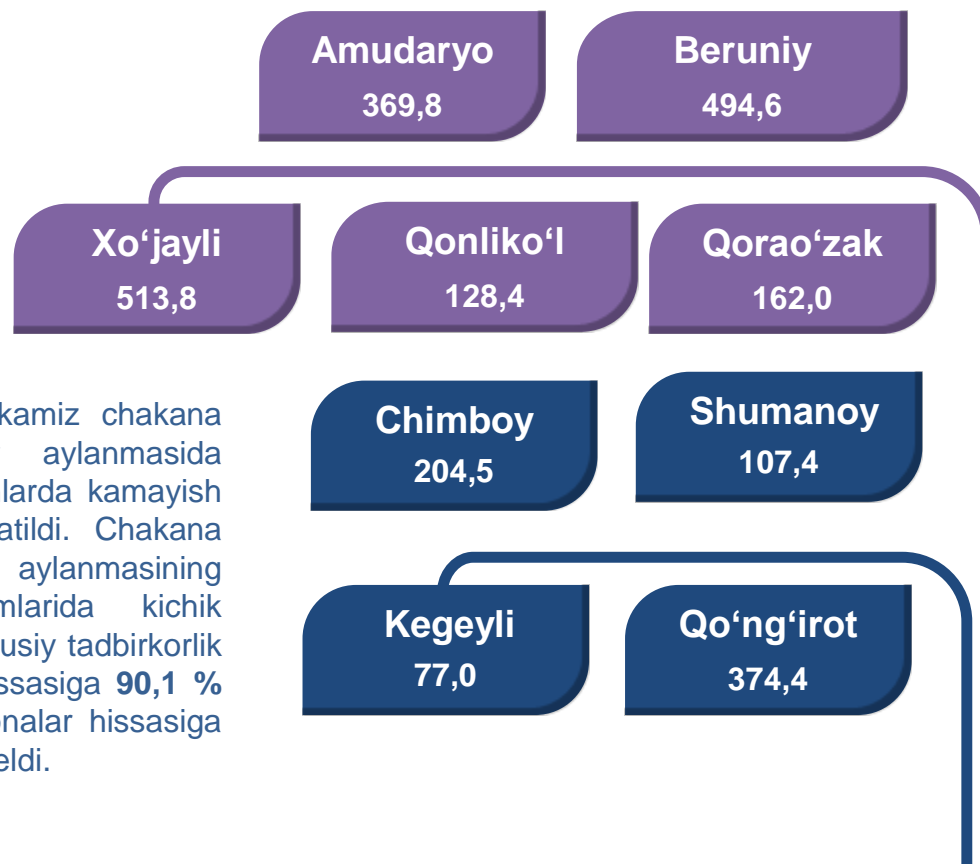 Amudaryo
369,8
Beruniy
494,6
Xo‘jayli
513,8
Qonliko‘l
128,4
Qorao‘zak
162,0
Chimboy
204,5
Shumanoy
107,4
Kegeyli
77,0
Qo‘ng‘irot
374,4
kamiz chakana
aylanmasida
larda kamayish
atildi. Chakana
aylanmasining
mlarida kichik
usiy tadbirkorlik
ssasiga 90,1 %
onalar hissasiga
eldi.